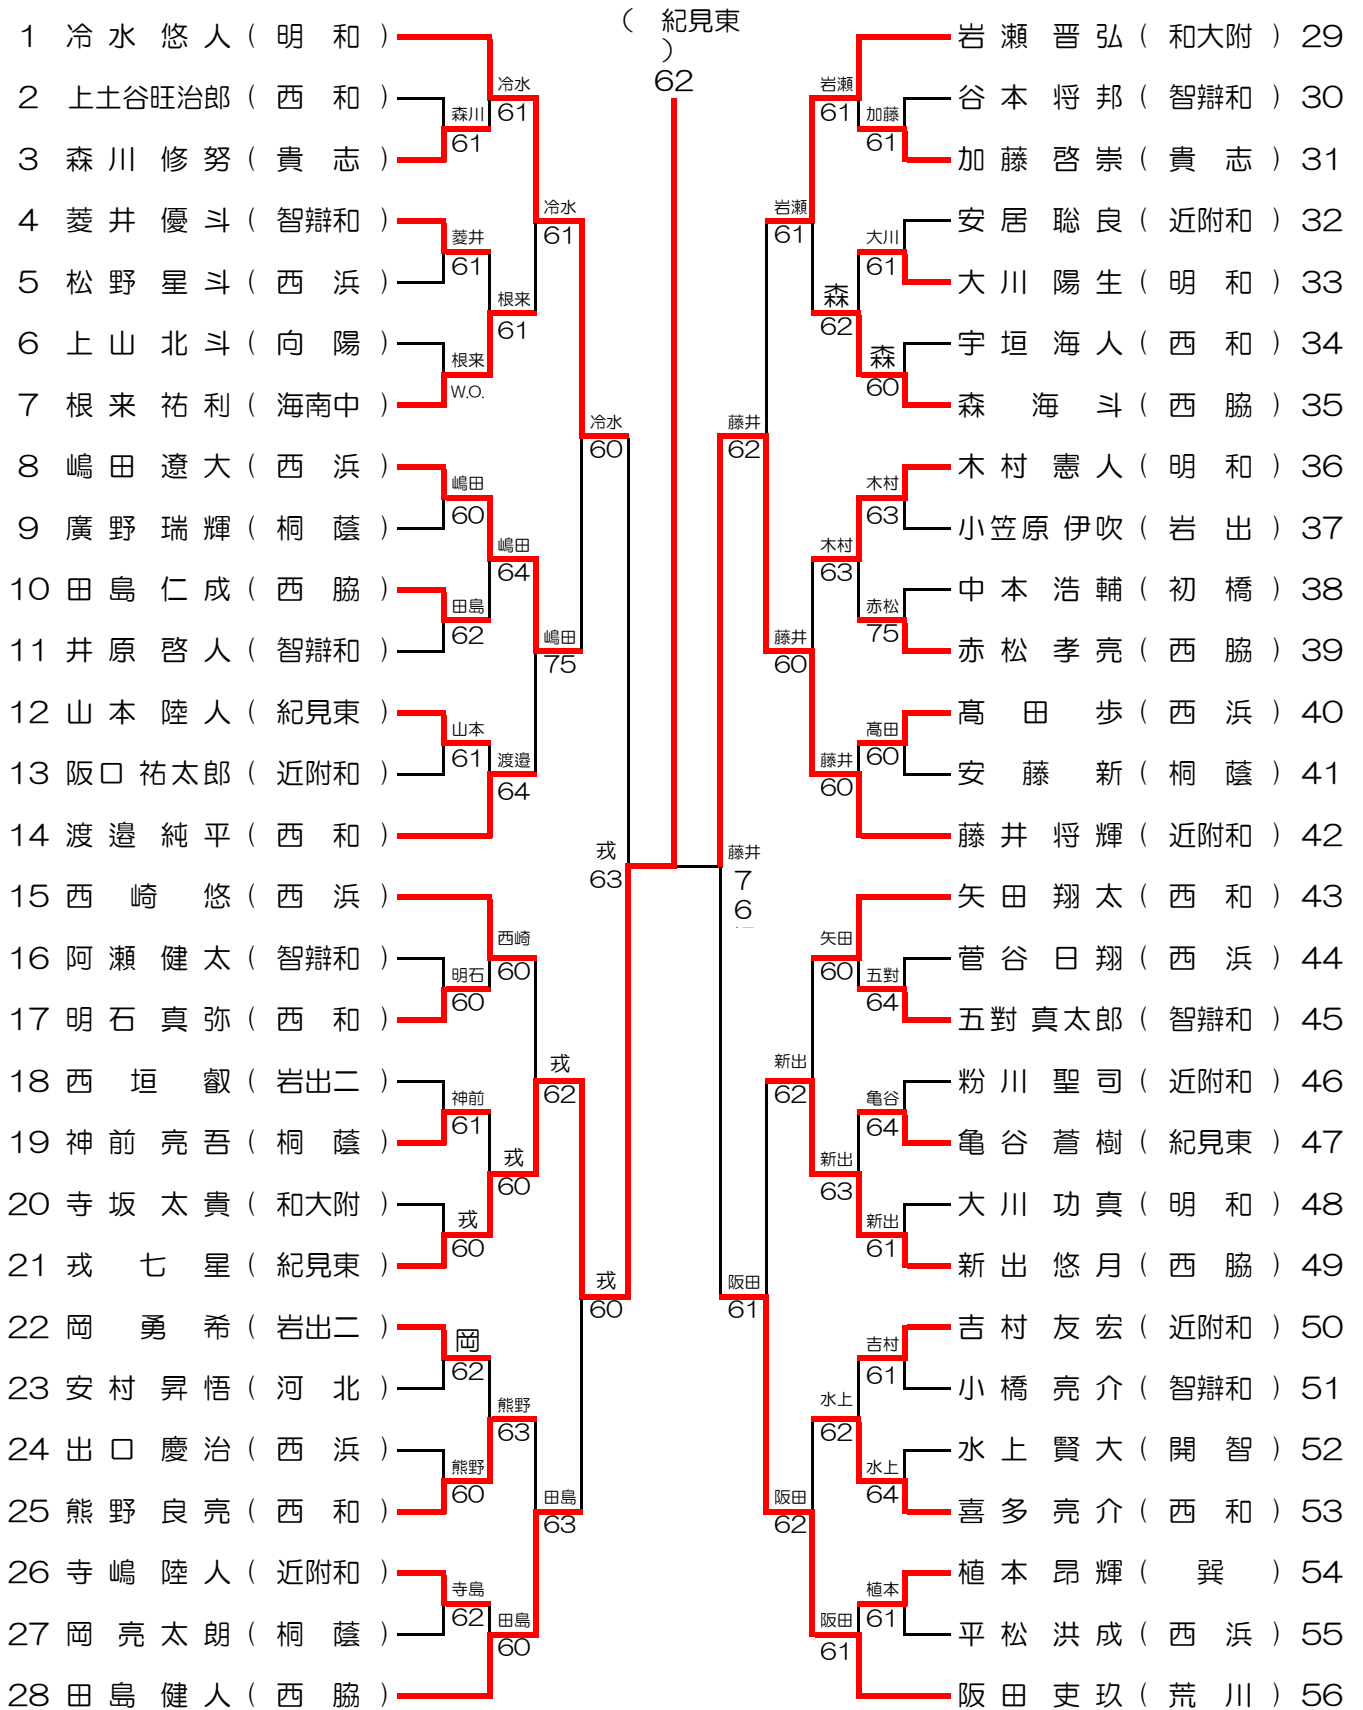 ( 紀見東
)
62
1 冷水 悠人 ( 明和 )
2 上土谷旺治郎 ( 西和 )
3 森川 修努 ( 貴志 )
4 菱井 優斗 ( 智辯和 )
5 松野 星斗 ( 西浜 )
6 上山 北斗 ( 向陽 )
7 根来 祐利 ( 海南中 )
8 嶋田 遼大 ( 西浜 )
9 廣野 瑞輝 ( 桐蔭 )
10 田島 仁成 ( 西脇 )
11 井原 啓人 ( 智辯和 )
12 山本 陸人 ( 紀見東 )
13 阪口 祐太郎 ( 近附和 )
14 渡邉 純平 ( 西和 )
15 西崎 悠 ( 西浜 )
16 阿瀬 健太 ( 智辯和 )
17 明石 真弥 ( 西和 )
18 西垣 叡 ( 岩出二 )
19 神前 亮吾 ( 桐蔭 )
20 寺坂 太貴 ( 和大附 )
21 戎 七星 ( 紀見東 )
22 岡 勇希 ( 岩出二 )
23 安村 昇悟 ( 河北 )
24 出口 慶治 ( 西浜 )
25 熊野 良亮 ( 西和 )
26 寺嶋 陸人 ( 近附和 )
27 岡 亮太朗 ( 桐蔭 )
28 田島 健人 ( 西脇 )
森川
61
菱井
61
根来
W.O.
嶋田
60
田島
62
山本
61
明石
60
神前
61
戎
60
岡
62
熊野
60
寺島
62
冷水
61
根来
61
嶋田
64
渡邉
64
西崎
60
戎
60
熊野
63
田島
60
冷水
61
嶋田
75
戎
62
田島
63
冷水
60
戎
60
戎
63
藤井
7
6
藤井
62
阪田
61
岩瀬
61
藤井
60
新出
62
阪田
62
岩瀬
61
森
62
木村
63
藤井
60
矢田
60
新出
63
水上
62
阪田
61
加藤
61
大川
61
森
60
木村
63
赤松
75
髙田
60
五對
64
亀谷
64
新出
61
吉村
61
水上
64
植本
61
岩瀬 晋弘 ( 和大附 ) 29
谷本 将邦 ( 智辯和 ) 30
加藤 啓崇 ( 貴志 ) 31
安居 聡良 ( 近附和 ) 32
大川 陽生 ( 明和 ) 33
宇垣 海人 ( 西和 ) 34
森 海斗 ( 西脇 ) 35
木村 憲人 ( 明和 ) 36
小笠原 伊吹 ( 岩出 ) 37
中本 浩輔 ( 初橋 ) 38
赤松 孝亮 ( 西脇 ) 39
髙田 歩 ( 西浜 ) 40
安藤 新 ( 桐蔭 ) 41
藤井 将輝 ( 近附和 ) 42
矢田 翔太 ( 西和 ) 43
菅谷 日翔 ( 西浜 ) 44
五對 真太郎 ( 智辯和 ) 45
粉川 聖司 ( 近附和 ) 46
亀谷 蒼樹 ( 紀見東 ) 47
大川 功真 ( 明和 ) 48
新出 悠月 ( 西脇 ) 49
吉村 友宏 ( 近附和 ) 50
小橋 亮介 ( 智辯和 ) 51
水上 賢大 ( 開智 ) 52
喜多 亮介 ( 西和 ) 53
植本 昂輝 ( 巽 ) 54
平松 洪成 ( 西浜 ) 55
阪田 吏玖 ( 荒川 ) 56